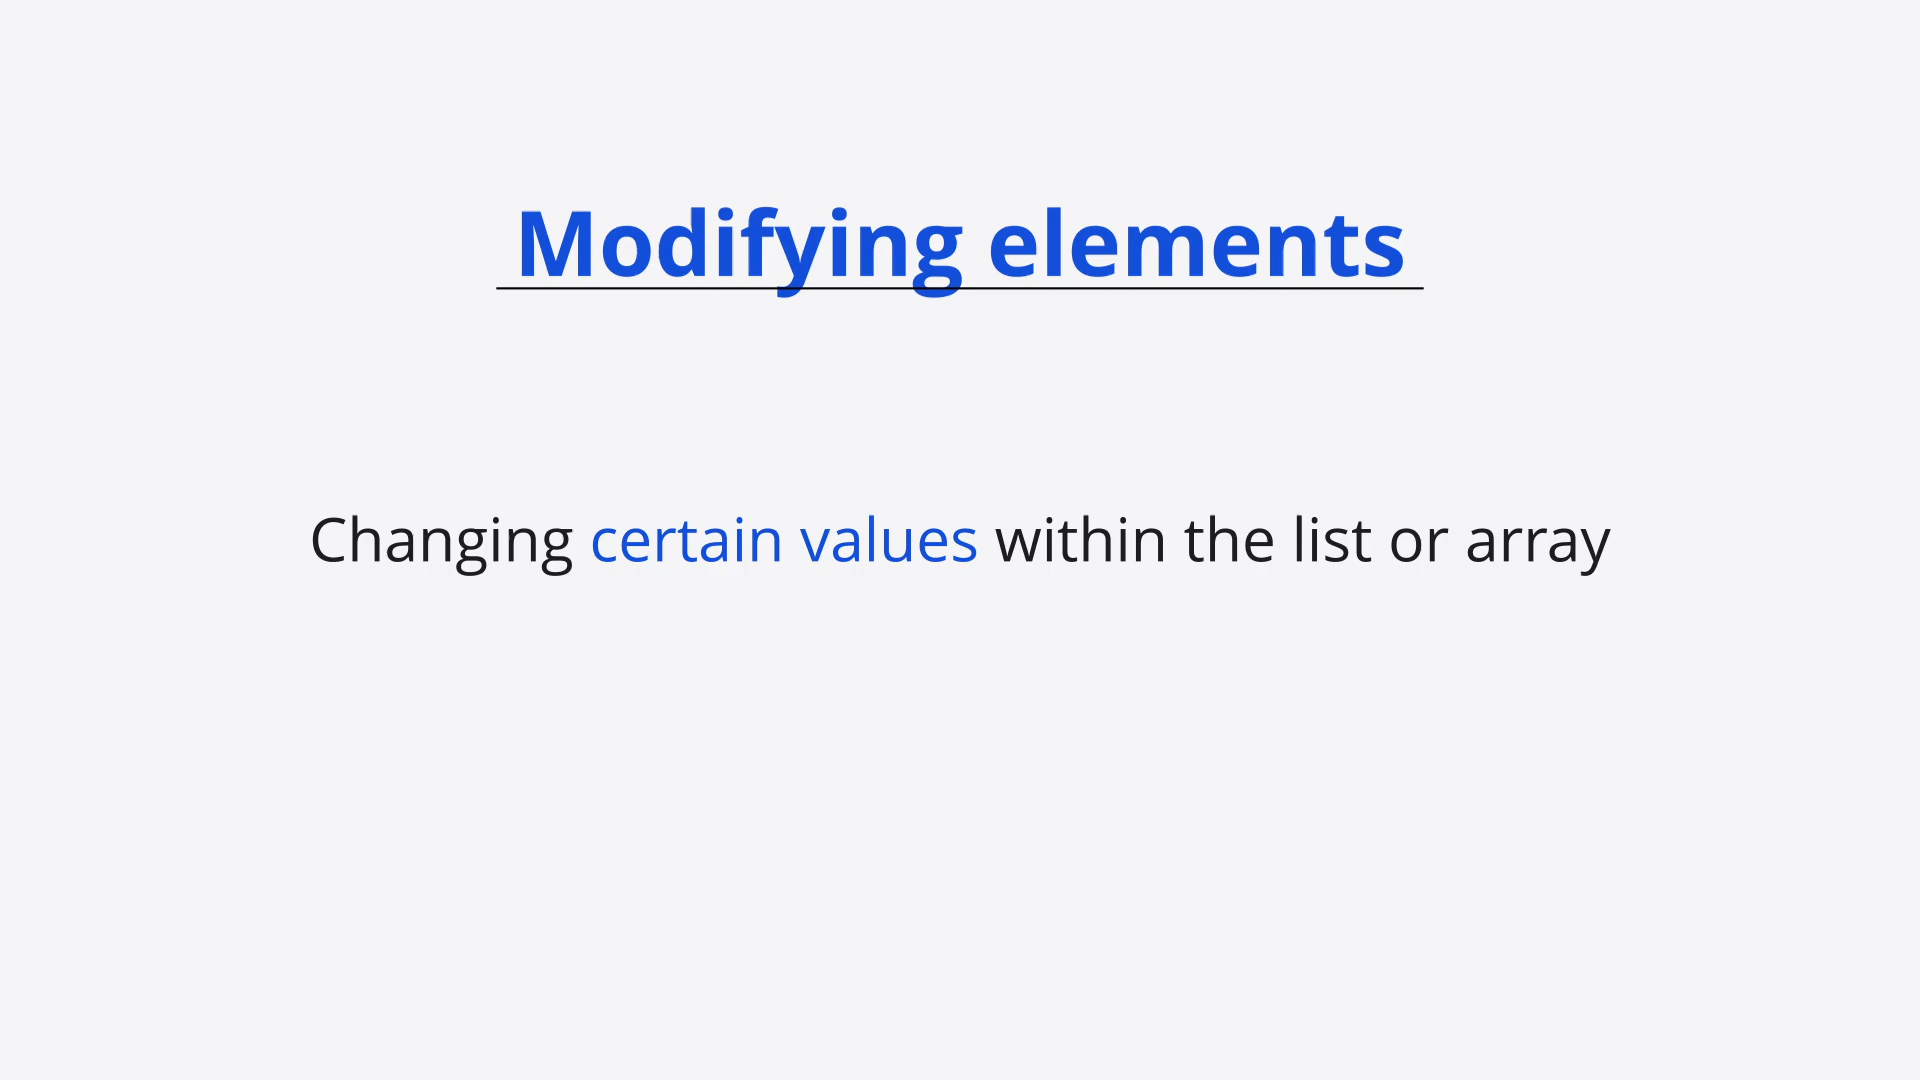 Modifying elements
Changing certain values within the list or array